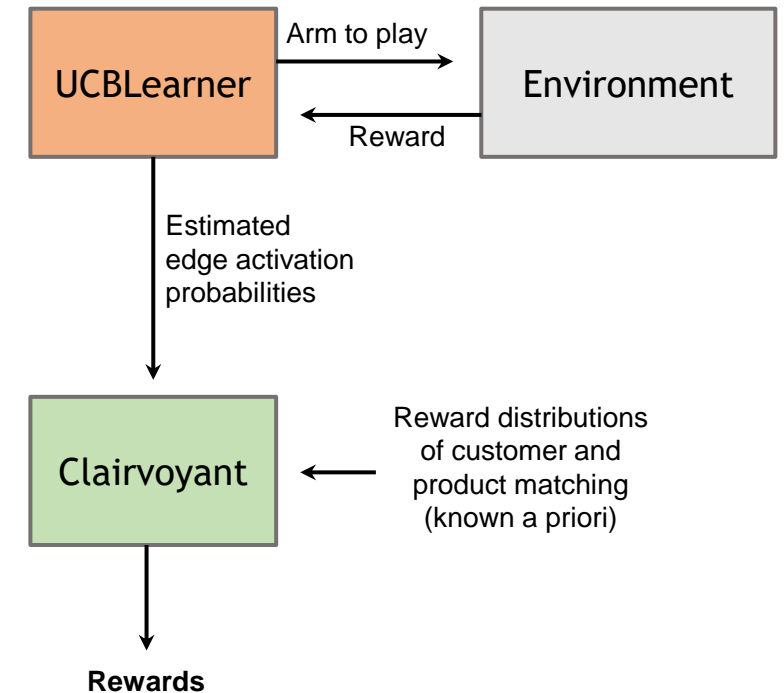 Arm to play
UCBLearner
Environment
Reward
Estimated
edge activation
probabilities
Clairvoyant
Reward distributions
of customer and
product matching
(known a priori)
Rewards